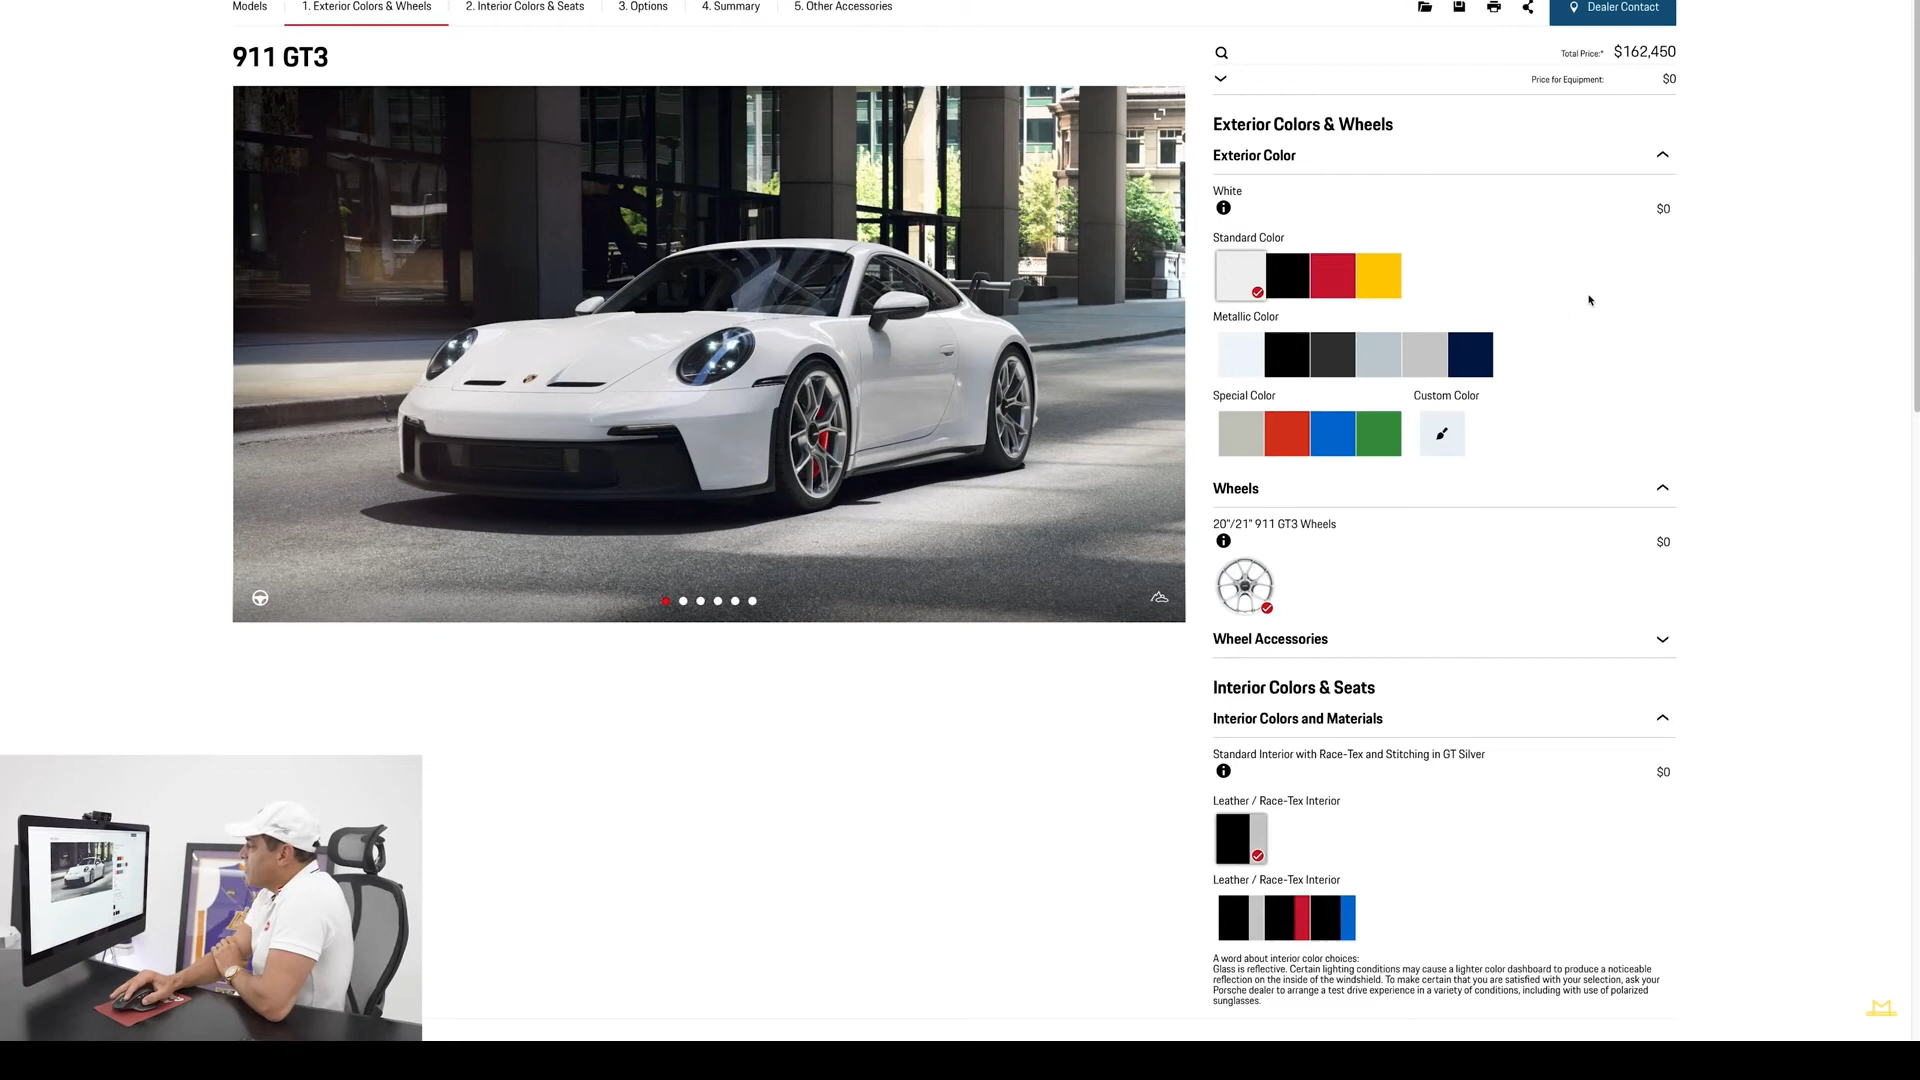 Models
1. Exterior Colors & Wheels
2. Interior Colors & Seats
3. Options
4. Summary
5. Other Accessories
Dealer Contact
911 GT3
Total Price:* $162,450
Price for Equipment: $0
Exterior Colors & Wheels
Exterior Color
White
$0
Standard Color
Metallic Color
Special Color
Custom Color
Wheels
20"/21" 911 GT3 Wheels
$0
Wheel Accessories
Interior Colors & Seats
Interior Colors and Materials
Standard Interior with Race-Tex and Stitching in GT Silver
$0
Leather / Race-Tex Interior
Leather / Race-Tex Interior
A word about interior color choices:
Glass is reflective. Certain lighting conditions may cause a lighter color dashboard to produce a noticeable
reflection on the inside of the windshield. To make certain that you are satisfied with your selection, ask your
Porsche dealer to arrange a test drive experience in a variety of conditions, including with use of polarized
sunglasses.